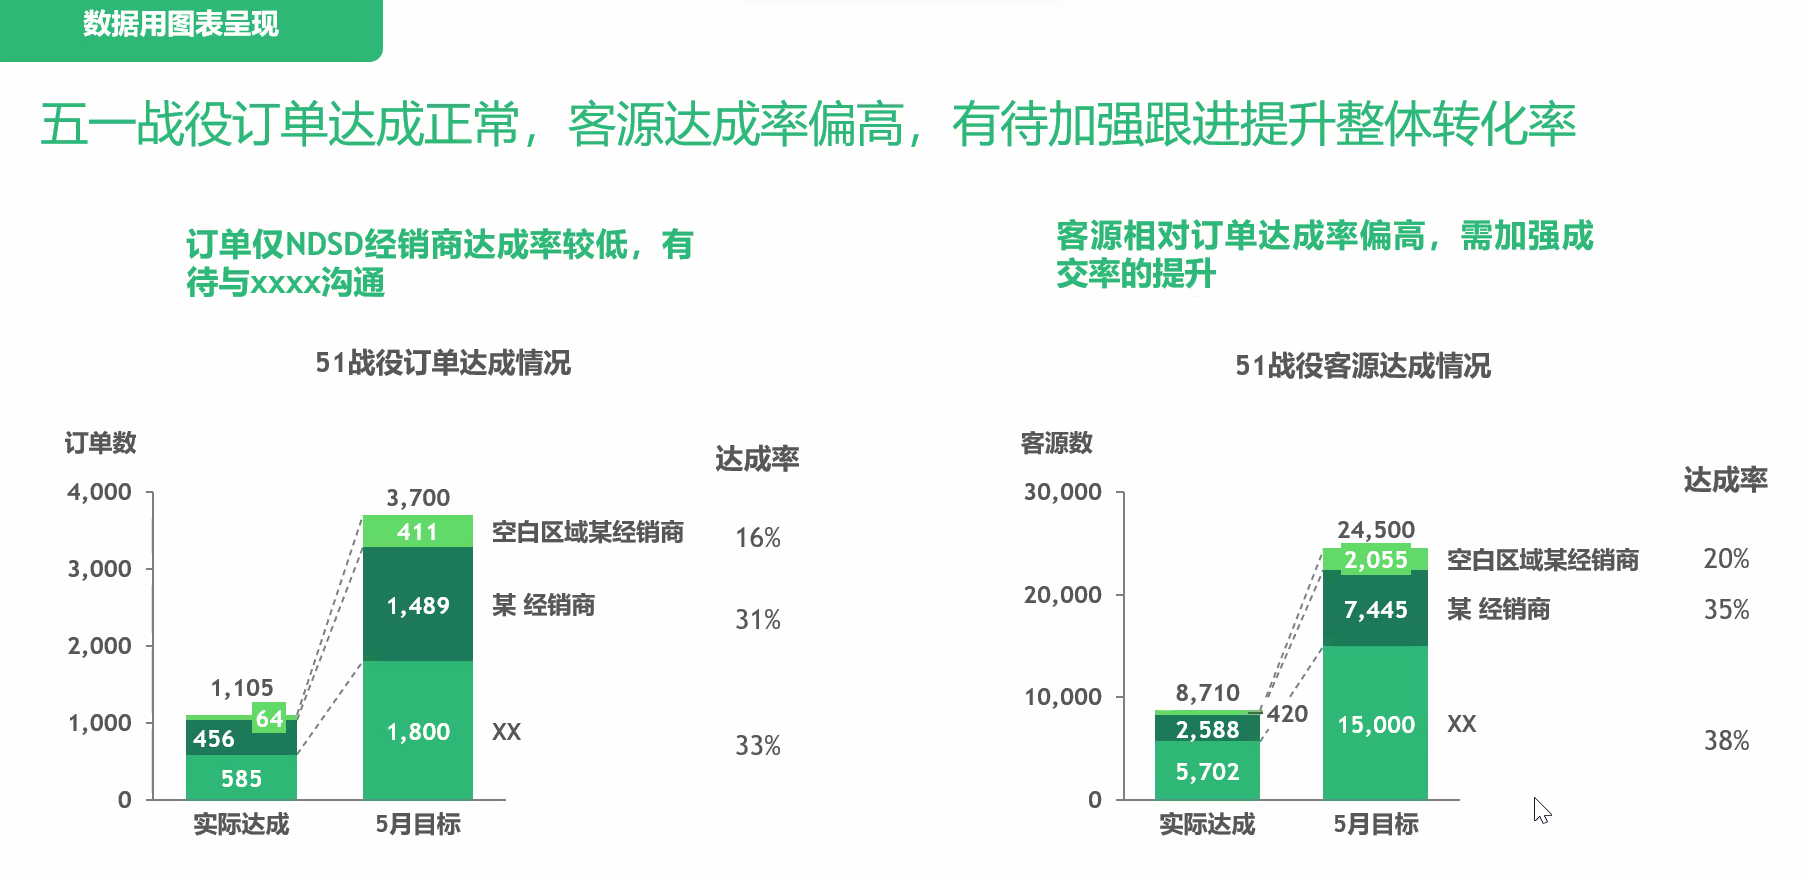 数据用图表呈现
五一战役订单达成正常，客源达成率偏高，有待加强跟进提升整体转化率
订单仅NDSD经销商达成率较低，有
待与xxxx沟通
51战役订单达成情况
订单数
达成率
4,000
3,000
2,000
1,000
0
1,105
64
456
585
实际达成
3,700
411
1,489
1,800
5月目标
空白区域某经销商
某 经销商
XX
16%
31%
33%
客源相对订单达成率偏高，需加强成
交率的提升
51战役客源达成情况
客源数
达成率
30,000
20,000
10,000
0
8,710
420
2,588
5,702
实际达成
24,500
2,055
7,445
15,000
5月目标
空白区域某经销商
某 经销商
XX
20%
35%
38%